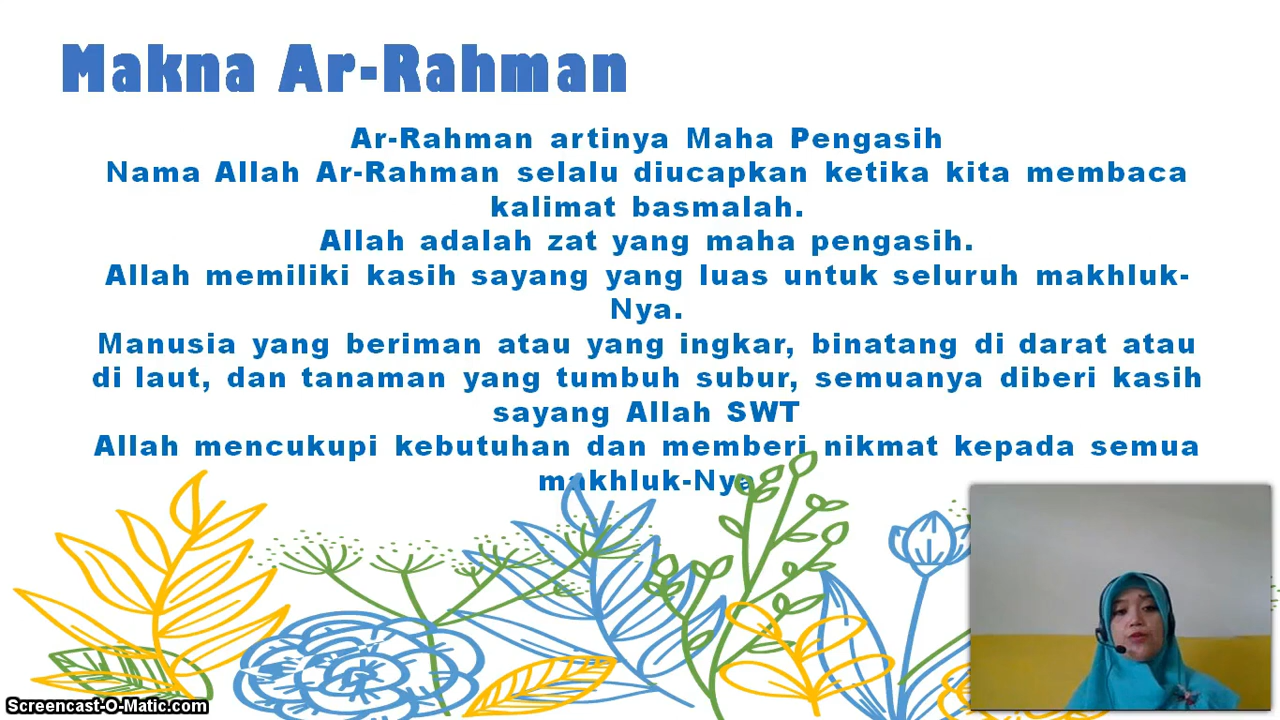 Makna Ar-Rahman
Ar-Rahman artinya Maha Pengasih
Nama Allah Ar-Rahman selalu diucapkan ketika kita membaca
kalimat basmalah.
Allah adalah zat yang maha pengasih.
Allah memiliki kasih sayang yang luas untuk seluruh makhluk-
Nya.
Manusia yang beriman atau yang ingkar, binatang di darat atau
di laut, dan tanaman yang tumbuh subur, semuanya diberi kasih
sayang Allah SWT
Allah mencukupi kebutuhan dan memberi nikmat kepada semua
makhluk-Nya
Screencast-O-Matic.com